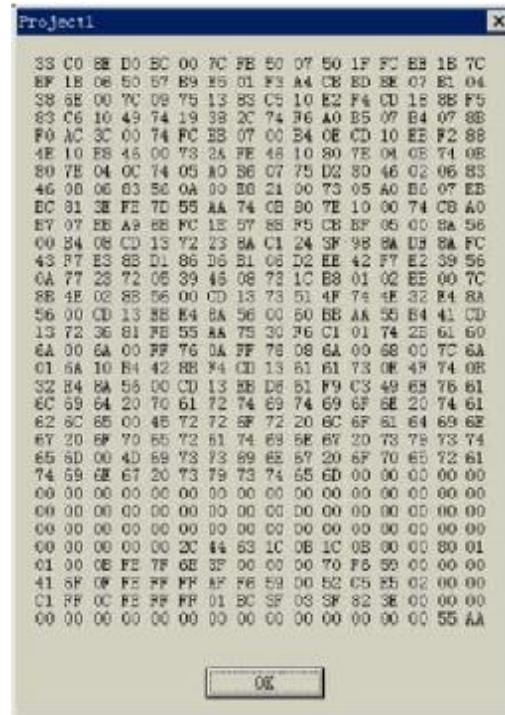 Project1
33 C0 8E D0 BC 00 7C FB 50 07 50 1F FC BE 1B 7C
BF 1B 06 50 57 B9 E5 01 F3 A4 CB BD BE 07 B1 04
38 6E 00 7C 09 75 13 83 C5 10 E2 F4 CD 18 8B F5
83 C6 10 49 74 19 38 2C 74 F6 A0 B5 07 B4 07 8B
F0 AC 3C 00 74 FC BB 07 00 B4 0E CD 10 EB F2 88
4E 10 E8 46 00 73 2A FE 46 10 80 7E 04 0B 74 0B
80 7E 04 0C 74 05 A0 B6 07 75 D2 80 46 02 06 83
46 08 06 83 56 0A 00 E8 21 00 73 05 A0 B6 07 EB
BC 81 3E FE 7D 55 AA 74 0B 80 7E 10 00 74 C8 A0
B7 07 EB A9 8B FC 1E 57 8B F5 CB BF 05 00 8A 56
00 B4 08 CD 13 72 23 8A C1 24 3F 98 8A DE 8A FC
43 F7 E3 8B D1 86 D6 B1 06 D2 EE 42 F7 E2 39 56
0A 77 23 72 05 39 46 08 73 1C B8 01 02 BB 00 7C
8B 4E 02 8B 56 00 CD 13 73 51 4F 74 4E 32 E4 8A
56 00 CD 13 EB E4 8A 56 00 60 BB AA 55 B4 41 CD
13 72 36 81 FB 55 AA 75 30 F6 C1 01 74 2B 61 60
6A 00 6A 00 FF 76 0A FF 76 08 6A 00 68 00 7C 6A
01 6A 10 B4 42 8B F4 CD 13 61 61 73 0E 4F 74 0B
32 E4 8A 56 00 CD 13 EB D6 61 F9 C3 49 6E 76 61
6C 69 64 20 70 61 72 74 69 74 69 6F 6E 20 74 61
62 6C 65 00 45 72 72 6F 72 20 6C 6F 61 64 69 6E
67 20 6F 70 65 72 61 74 69 6E 67 20 73 79 73 74
65 6D 00 4D 69 73 73 69 6E 67 20 6F 70 65 72 61
74 69 6E 67 20 73 79 73 74 65 6D 00 00 00 00 00
00 00 00 00 00 00 00 00 00 00 00 00 00 00 00 00
00 00 00 00 00 00 00 00 00 00 00 00 00 00 00 00
00 00 00 00 00 00 00 00 00 00 00 00 00 00 00 00
00 00 00 00 00 2C 44 63 1C 0B 1C 0B 00 00 80 01
01 00 0B FE 7F 3F 00 00 00 70 F6 59 00 00 00
41 0F FE FF FF AF F6 59 00 52 C5 E5 02 00 00
C1 FF 0C FE FF FF 01 BC 03 82 3E 00 00 00
00 00 00 00 00 00 00 00 00 00 00 00 00 00 55 AA
OK